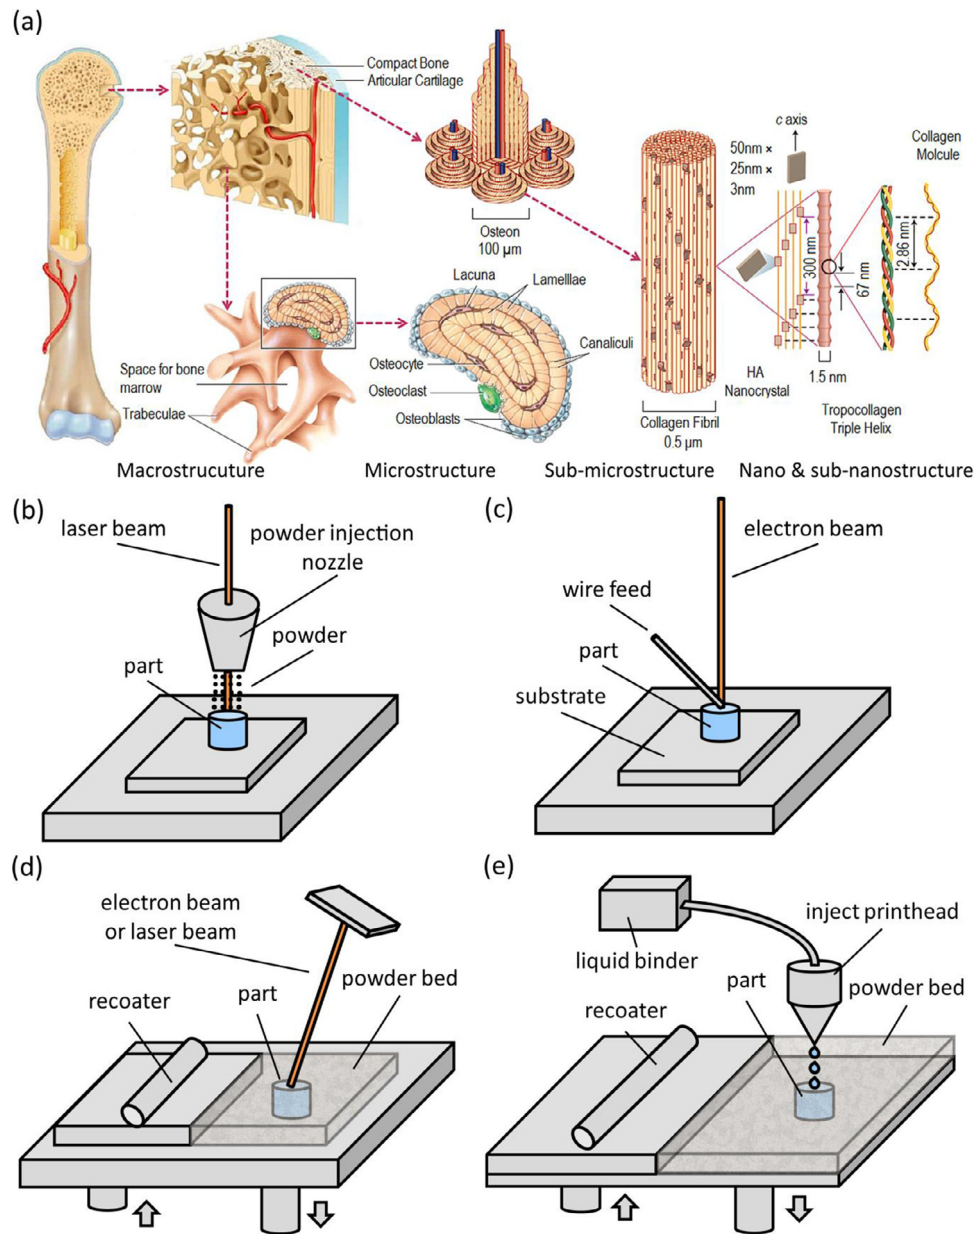 (a)
Compact Bone
Articular Cartilage
Osteon
100 μm
c axis
50nm ×
25nm ×
3nm
Collagen
Molcule
300 nm
67 nm
2.86 nm
HA
Nanocrystal
1.5 nm
Tropocollagen
Triple Helix
Collagen Fibril
0.5 μm
Space for bone
marrow
Trabeculae
Lacuna
Lamellae
Canaliculi
Osteocyte
Osteoclast
Osteoblasts
Macrostrucuture
Microstructure
Sub-microstructure
Nano & sub-nanostructure
(b)
laser beam
powder injection
nozzle
powder
part
(c)
electron beam
wire feed
part
substrate
(d)
electron beam
or laser beam
powder bed
part
recoater
(e)
inject printhead
liquid binder
part
powder bed
recoater